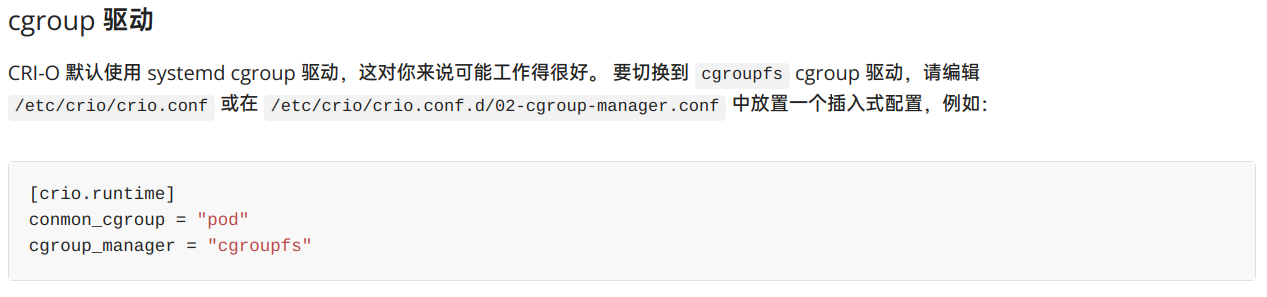 cgroup 驱动
CRI-O 默认使用 systemd cgroup 驱动，这对你来说可能工作得很好。 要切换到 cgroupfs cgroup 驱动，请编辑
/etc/crio/crio.conf 或在 /etc/crio/crio.conf.d/02-cgroup-manager.conf 中放置一个插入式配置，例如：
[crio.runtime]
conmon_cgroup = "pod"
cgroup_manager = "cgroupfs"